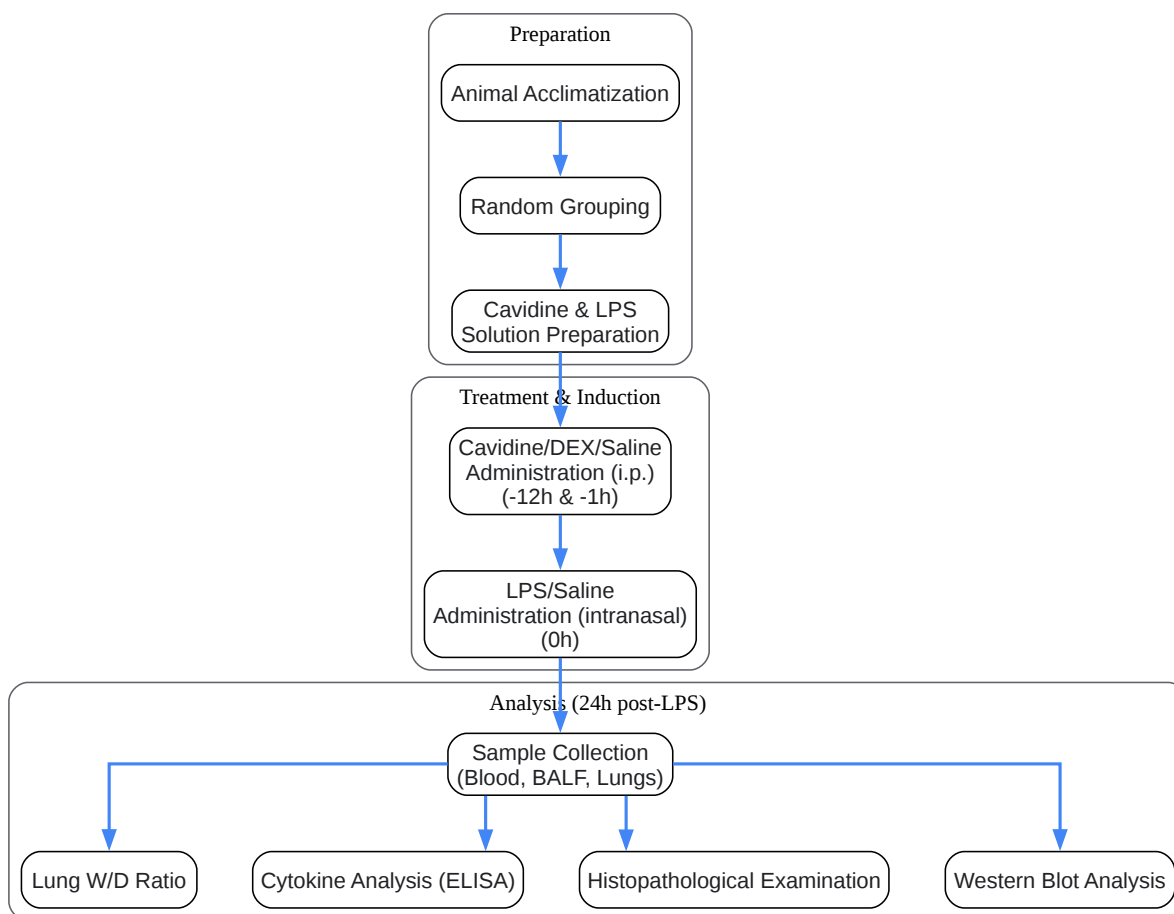 Preparation
Animal Acclimatization
Random Grouping
Cavidine & LPS
Solution Preparation
Treatment & Induction
Cavidine/DEX/Saline
Administration (i.p.)
(-12h & -1h)
LPS/Saline
Administration (intranasal)
(0h)
Analysis (24h post-LPS)
Sample Collection
(Blood, BALF, Lungs)
Lung W/D Ratio
Cytokine Analysis (ELISA)
Histopathological Examination
Western Blot Analysis